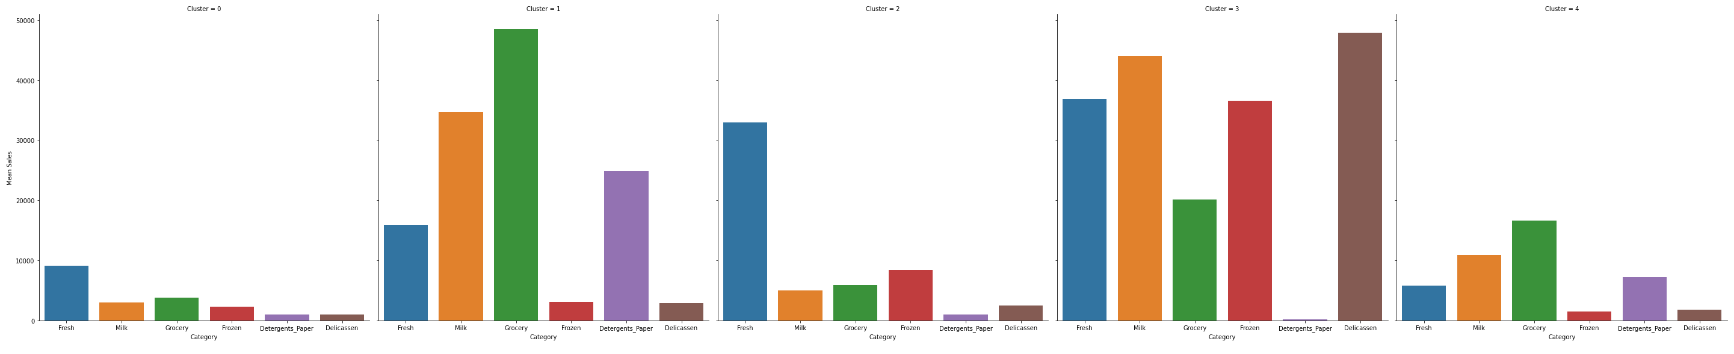 Cluster = 0
Cluster = 1
Cluster = 2
Cluster = 3
Cluster = 4
50000
40000
30000
20000
10000
0
Mean Sales
Fresh Milk Grocery Frozen Detergents_Paper Delicassen
Fresh Milk Grocery Frozen Detergents_Paper Delicassen
Fresh Milk Grocery Frozen Detergents_Paper Delicassen
Fresh Milk Grocery Frozen Detergents_Paper Delicassen
Fresh Milk Grocery Frozen Detergents_Paper Delicassen
Category
Category
Category
Category
Category